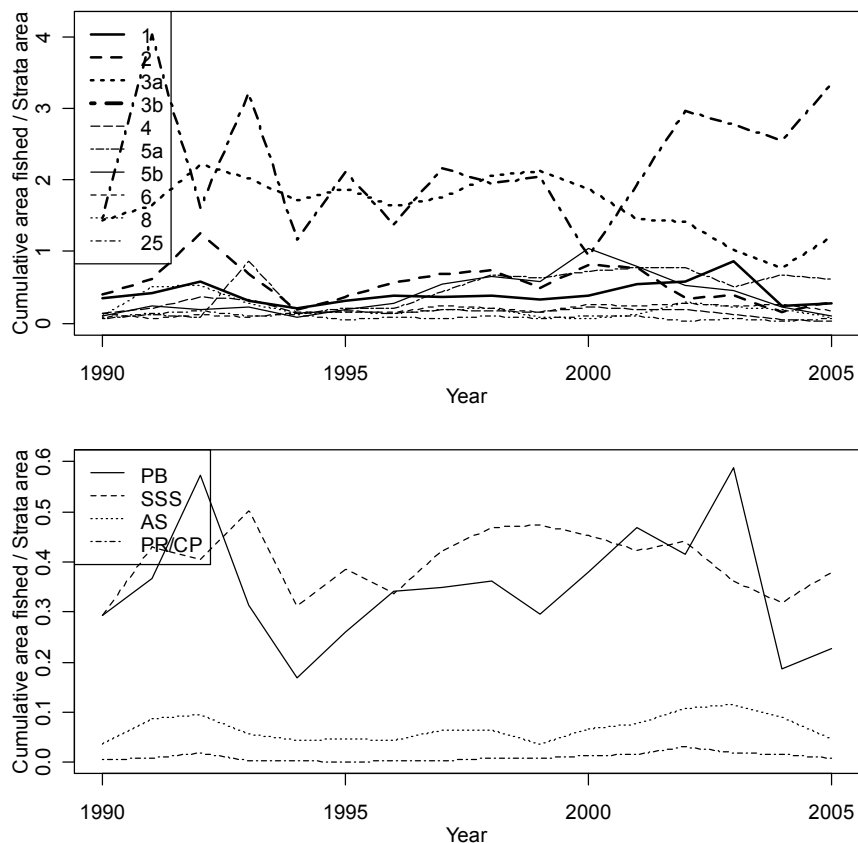 Cumulative area fished / Strata area
4
3
2
1
0
1
2
3a
3b
4
5a
5b
6
8
25
1990
1995
2000
2005
Year
Cumulative area fished / Strata area
0.6
0.5
0.4
0.3
0.2
0.1
0.0
PB
SSS
AS
PR/CP
1990
1995
2000
2005
Year